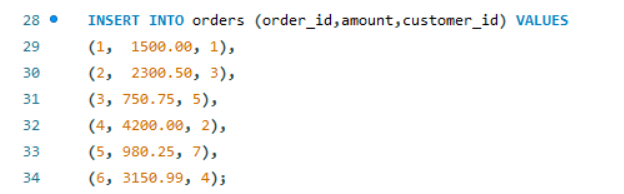 28 INSERT INTO orders (order_id,amount,customer_id) VALUES
29 (1,  1500.00, 1),
30 (2,  2300.50, 3),
31 (3, 750.75, 5),
32 (4, 4200.00, 2),
33 (5, 980.25, 7),
34 (6, 3150.99, 4);